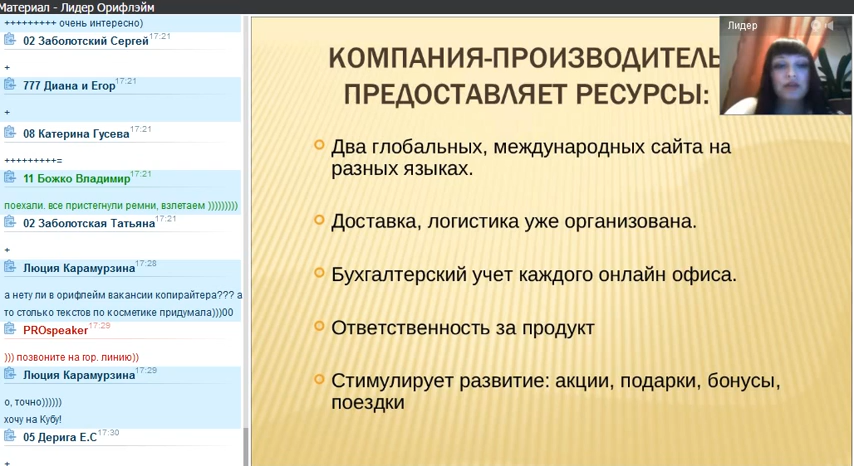 Материал - Лидер Орифлэйм
+++++++++ очень интересно)
02 Заболотский Сергей 17:21
+
777 Диана и Егор 17:21
+
08 Катерина Гусева 17:21
+++++++++=
11 Божко Владимир 17:21
поехали. все пристегнули ремни, взлетаем )))))))))
02 Заболотская Татьяна 17:21
+
Люция Карамурзина 17:28
а нету ли в орифлейм вакансии копирайтера??? а
то столько текстов по косметике придумала)))00
PROspeaker 17:29
))) позвоните на гор. линию))
Люция Карамурзина 17:29
о, точно))))))
хочу на Кубу!
05 Дерига Е.С 17:30
+
Лидер
КОМПАНИЯ-ПРОИЗВОДИТЕЛЬ
ПРЕДОСТАВЛЯЕТ РЕСУРСЫ:
Два глобальных, международных сайта на
разных языках.
Доставка, логистика уже организована.
Бухгалтерский учет каждого онлайн офиса.
Ответственность за продукт
Стимулирует развитие: акции, подарки, бонусы,
поездки